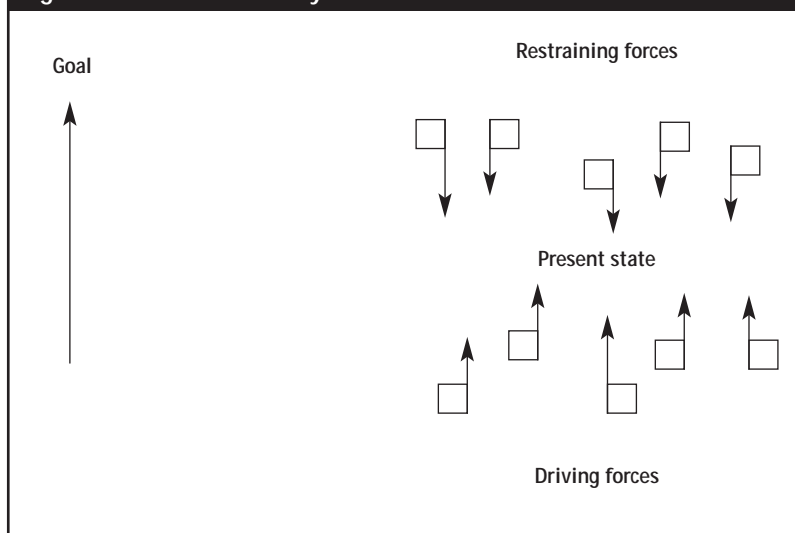 Restraining forces
Goal
Present state
Driving forces